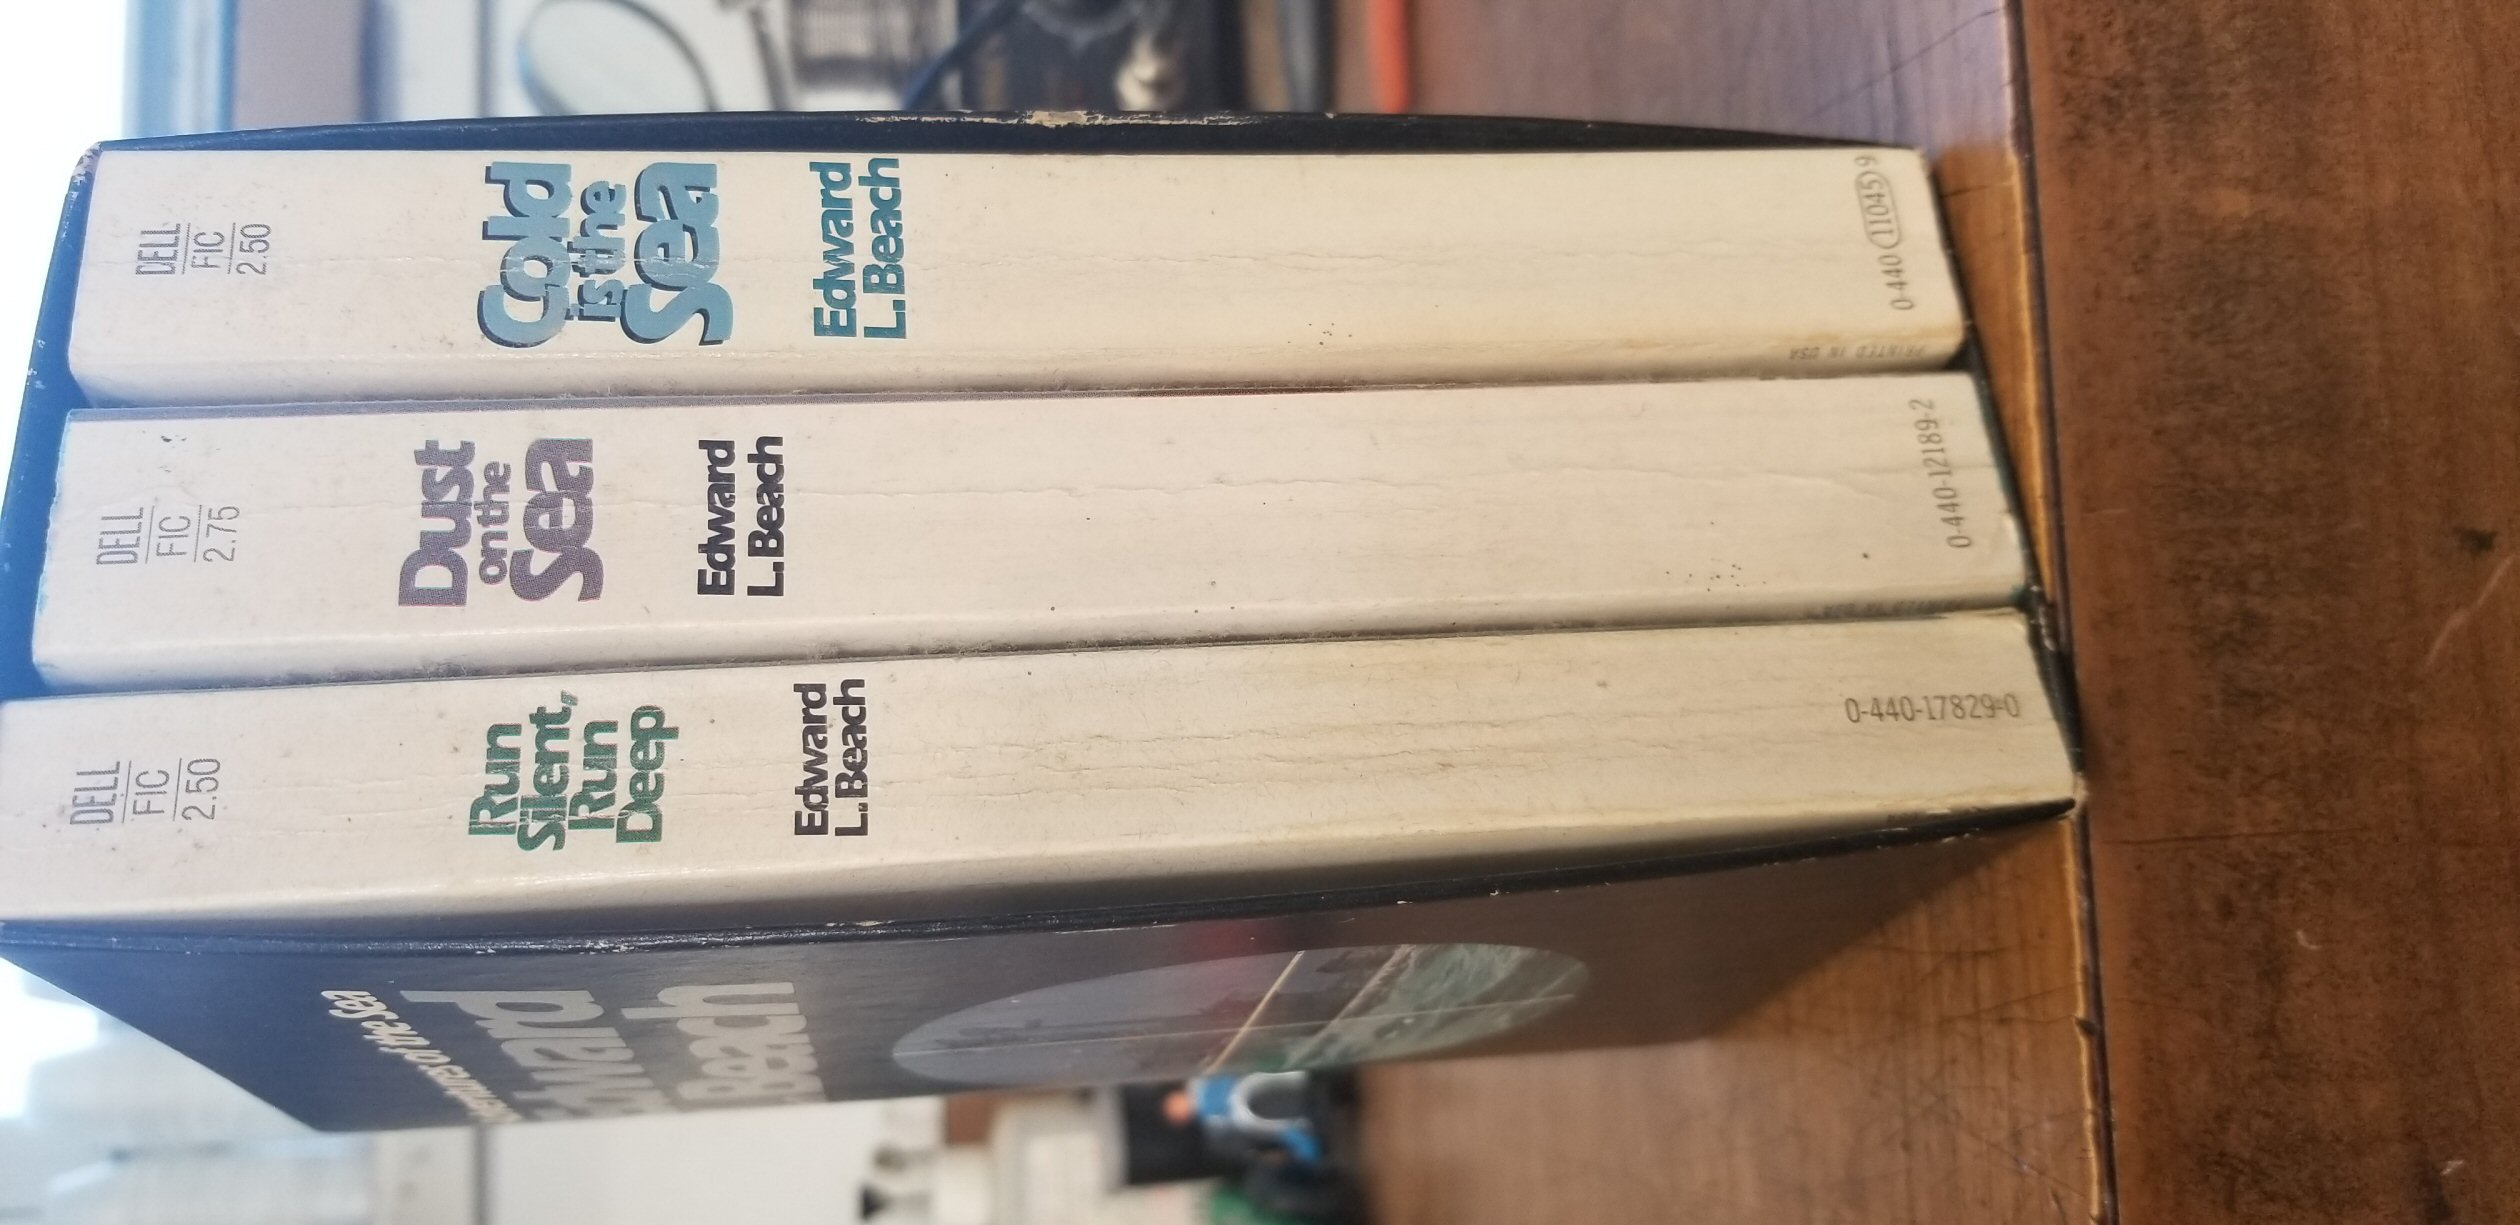 DELL
FIC
2.50
Run
Silent,
Run
Deep
Edward
L. Beach
0-440-17829-0
DELL
FIC
2.75
Dust
on the
Sea
Edward
L. Beach
0-440-12189-2
DELL
FIC
2.50
Cold
is the
Sea
Edward
L. Beach
0-440 11045 9
PRINTED IN USA
of the Sea
Beach